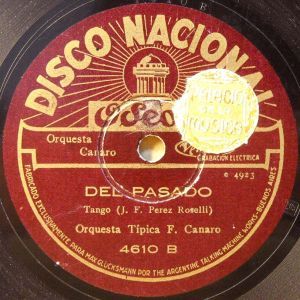 DISCO NACIONAL
Odeon
Orquesta
Canaro
GRABACIÓN ELECTRICA
e 4923
DEL PASADO
Tango (J. F. Perez Roselli)
Orquesta Típica F. Canaro
4610 B
FABRICADO EXCLUSIVAMENTE PARA MAX GLÜCKSMANN POR THE ARGENTINE TALKING MACHINE WORKS-BUENOS AIRES